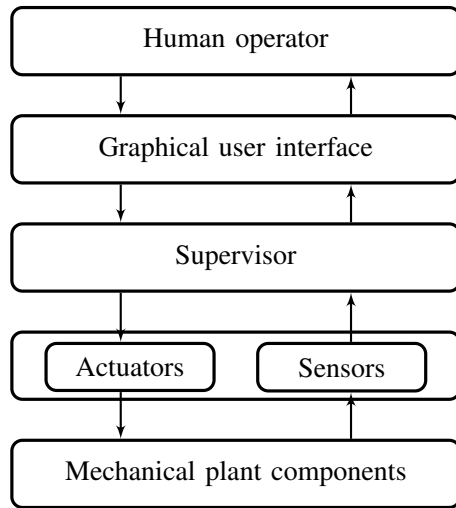 Human operator
Graphical user interface
Supervisor
Actuators
Sensors
Mechanical plant components